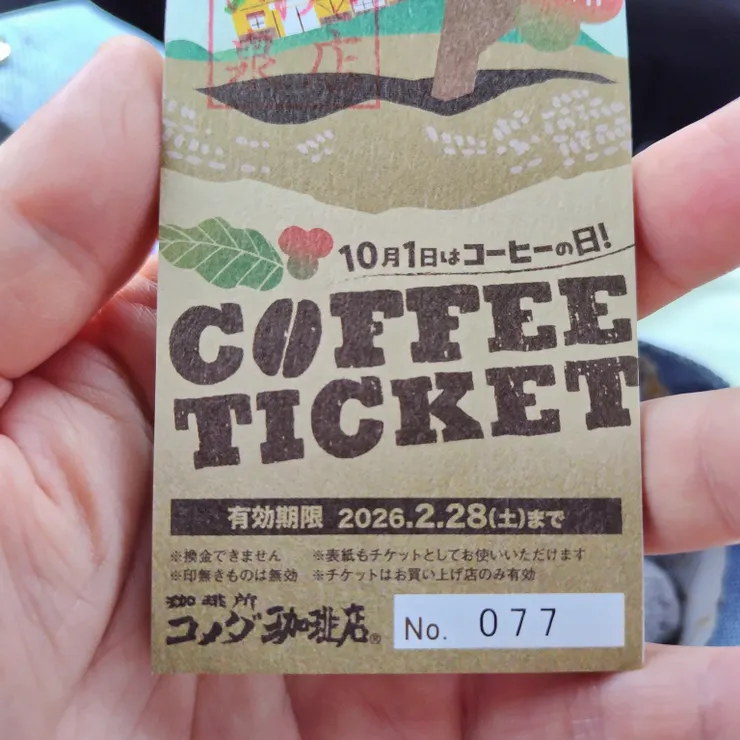 10月1日はコーヒーの日!
COFFEE
TICKET
有効期限 2026.2.28(土)まで
※換金できません ※表紙もチケットとしてお使いいただけます
※印無きものは無効 ※チケットはお買い上げ店のみ有効
珈琲所
コメダ珈琲店®
No. 077